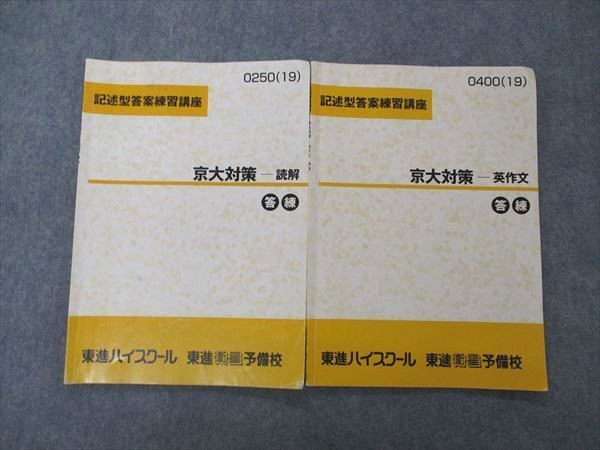 0250(19)
記述型答案練習講座
京大対策 ― 読解
答練
東進ハイスクール 東進衛星予備校
0400(19)
記述型答案練習講座
京大対策 ― 英作文
答練
東進ハイスクール 東進衛星予備校